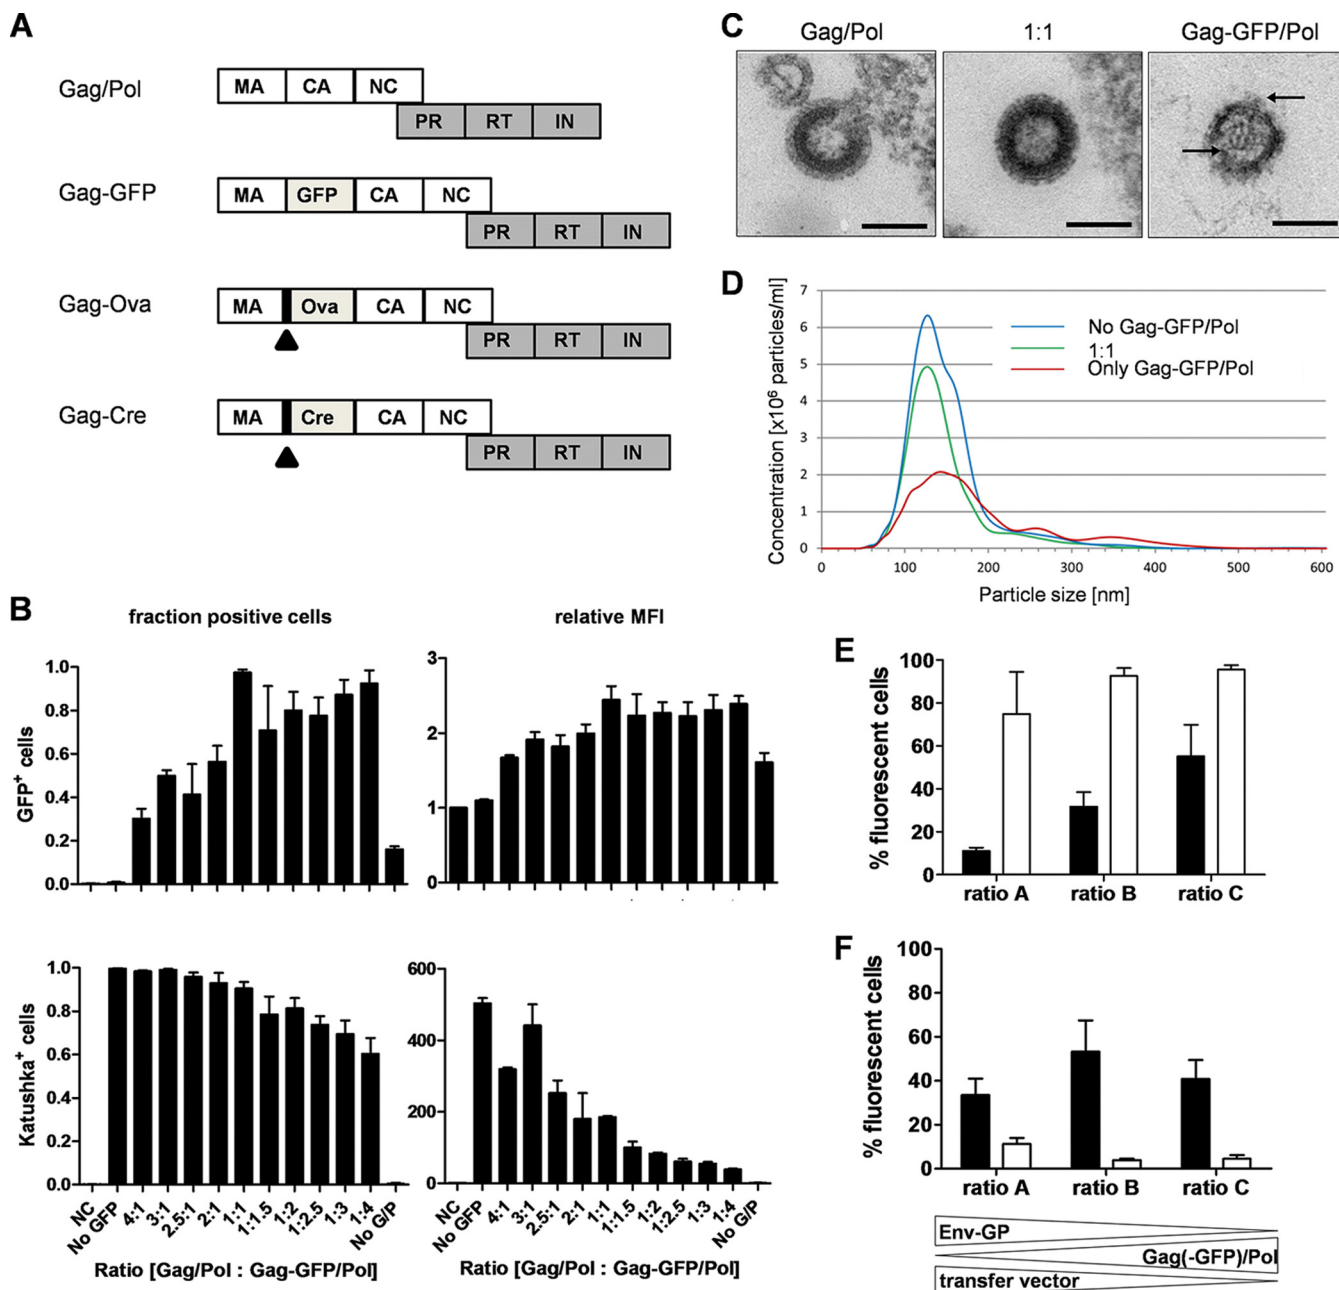 A
Gag/Pol
MA CA NC
PR RT IN
Gag-GFP
MA GFP CA NC
PR RT IN
Gag-Ova
MA Ova CA NC
PR RT IN
Gag-Cre
MA Cre CA NC
PR RT IN
C
Gag/Pol 1:1 Gag-GFP/Pol
D
Concentration [x10⁶ particles/ml]
7
6
5
4
3
2
1
0
No Gag-GFP/Pol
1:1
Only Gag-GFP/Pol
0 100 200 300 400 500 600
Particle size [nm]
B
fraction positive cells
relative MFI
GFP⁺ cells
1.0
0.8
0.6
0.4
0.2
0.0
3
2
1
0
Katushka⁺ cells
1.0
0.8
0.6
0.4
0.2
0.0
NC No GFP 4:1 3:1 2.5:1 2:1 1:1 1:1.5 1:2 1:2.5 1:3 1:4 No G/P
Ratio [Gag/Pol : Gag-GFP/Pol]
600
400
200
0
NC No GFP 4:1 3:1 2.5:1 2:1 1:1 1:1.5 1:2 1:2.5 1:3 1:4 No G/P
Ratio [Gag/Pol : Gag-GFP/Pol]
E
% fluorescent cells
100
80
60
40
20
0
ratio A ratio B ratio C
F
% fluorescent cells
100
80
60
40
20
0
ratio A ratio B ratio C
Env-GP
Gag(-GFP)/Pol
transfer vector